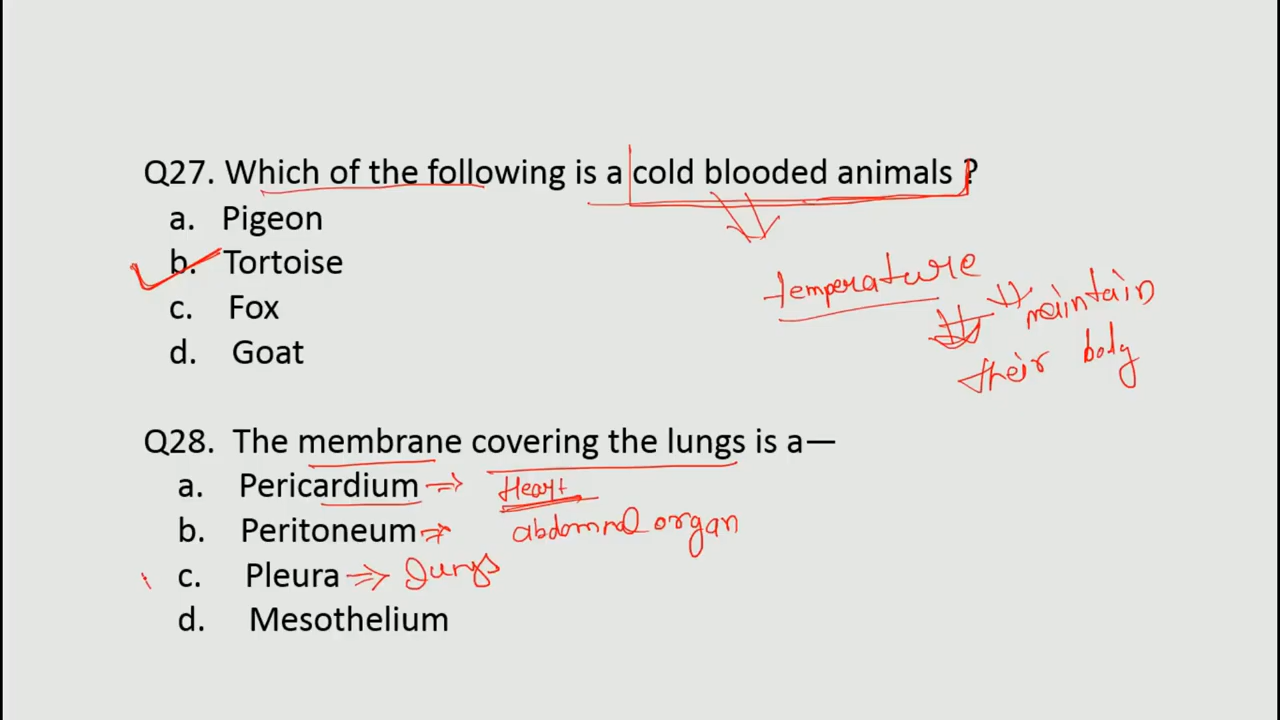 Q27. Which of the following is a cold blooded animals ?
a. Pigeon
b. Tortoise
c. Fox
d. Goat
temperature
maintain
their body
Q28. The membrane covering the lungs is a—
a. Pericardium ⇒ Heart
b. Peritoneum ⇒ abdomnal organ
c. Pleura ⇒ lungs
d. Mesothelium